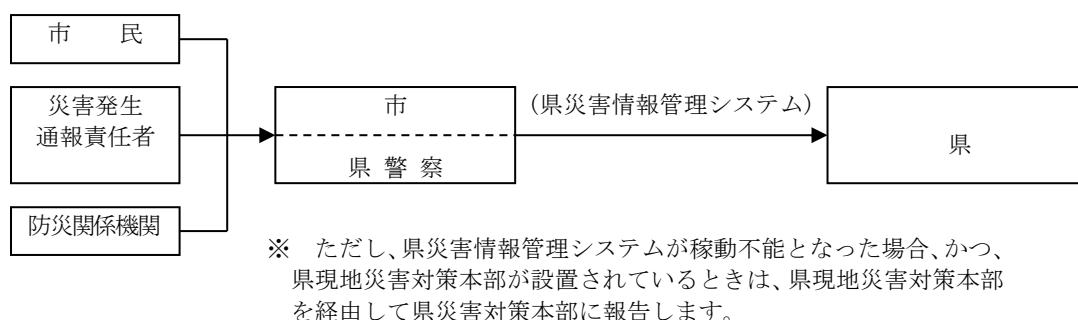 市　　民
災害発生
通報責任者
防災関係機関
市
県 警 察
（県災害情報管理システム）
県
※　ただし、県災害情報管理システムが稼動不能となった場合、かつ、
県現地災害対策本部が設置されているときは、県現地災害対策本部
を経由して県災害対策本部に報告します。